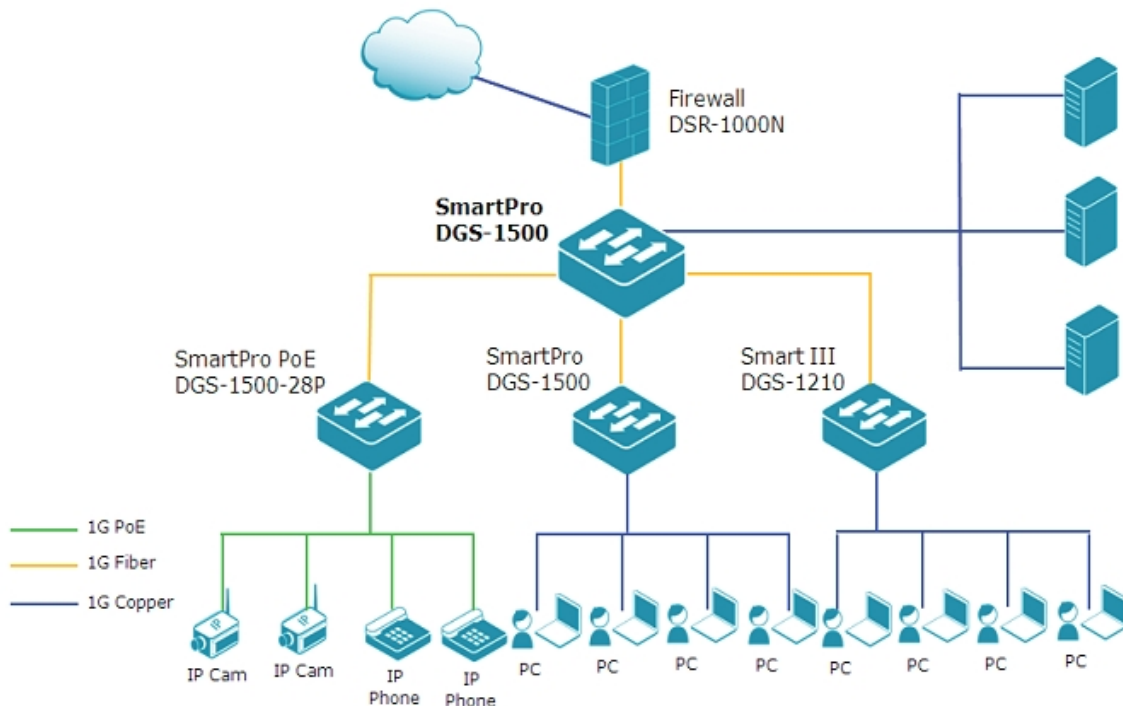 Firewall
DSR-1000N
SmartPro
DGS-1500
SmartPro PoE
DGS-1500-28P
SmartPro
DGS-1500
Smart III
DGS-1210
1G PoE
1G Fiber
1G Copper
IP
IP
IP Cam
IP Cam
IP
Phone
IP
Phone
PC
PC
PC
PC
PC
PC
PC
PC